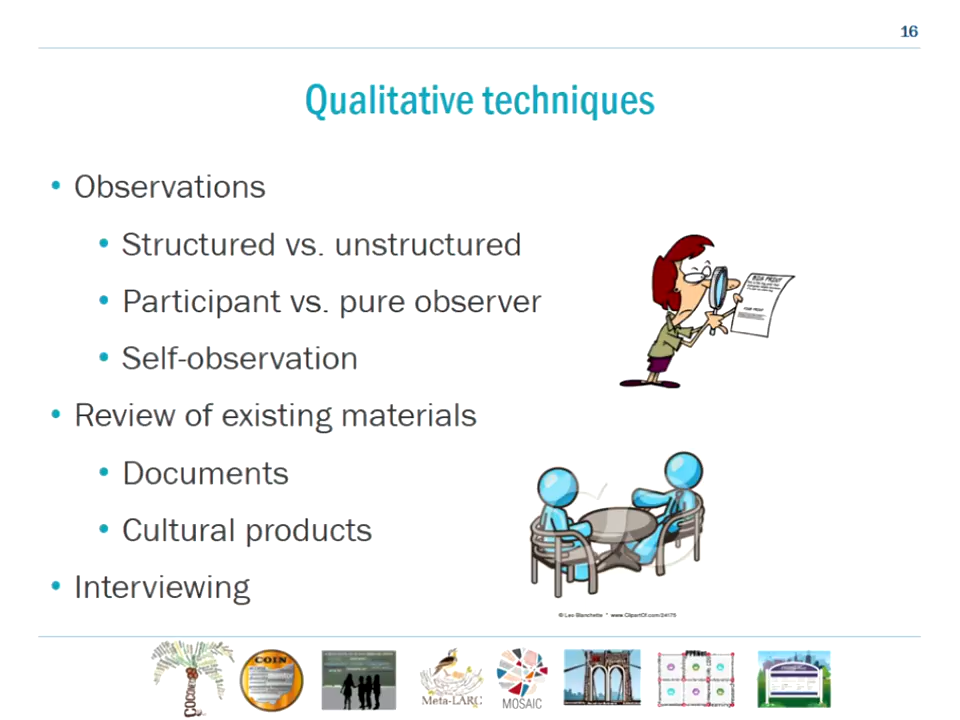 16
Qualitative techniques
• Observations
• Structured vs. unstructured
• Participant vs. pure observer
• Self-observation
• Review of existing materials
• Documents
• Cultural products
• Interviewing
© Leo Blanchette * www.ClipartOf.com/24175
COIN
Meta-LARC
MOSAIC